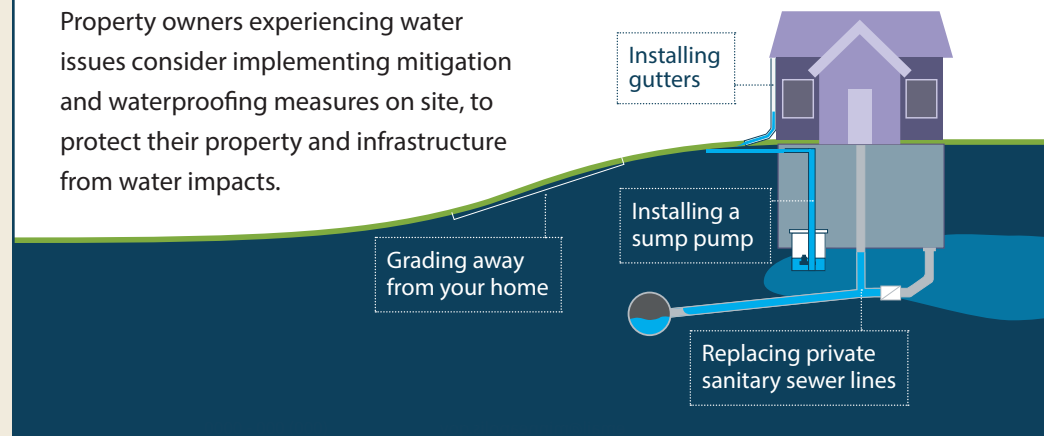 Property owners experiencing water
issues consider implementing mitigation
and waterproofing measures on site, to
protect their property and infrastructure
from water impacts.
Installing
gutters
Installing a
sump pump
Grading away
from your home
Replacing private
sanitary sewer lines